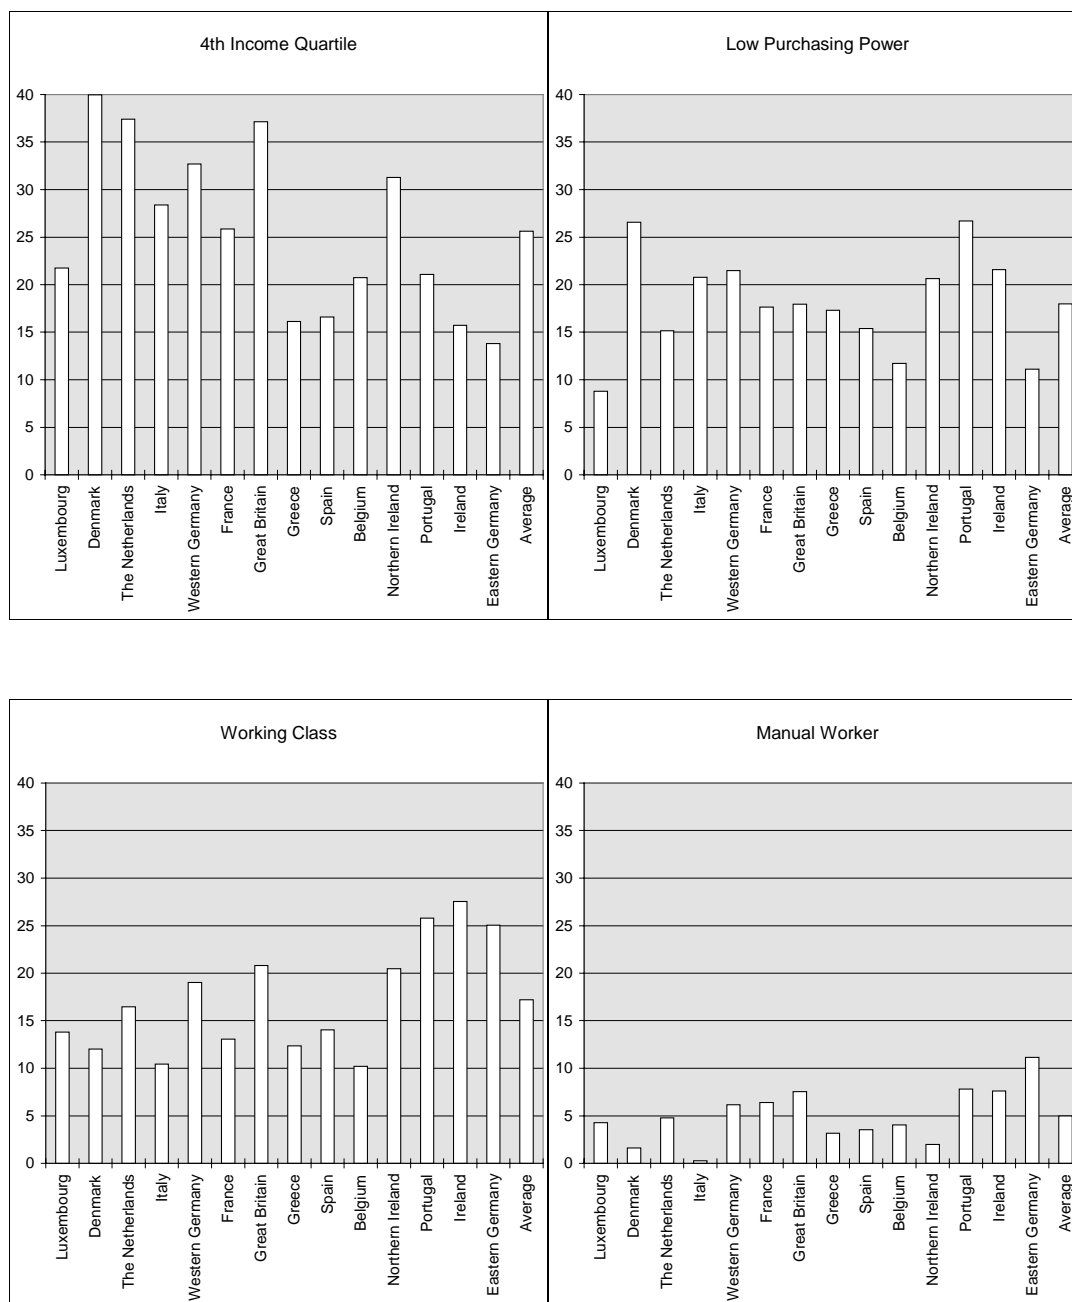 4th Income Quartile
40
35
30
25
20
15
10
5
0
Luxembourg
Denmark
The Netherlands
Italy
Western Germany
France
Great Britain
Greece
Spain
Belgium
Northern Ireland
Portugal
Ireland
Eastern Germany
Average
Low Purchasing Power
40
35
30
25
20
15
10
5
0
Luxembourg
Denmark
The Netherlands
Italy
Western Germany
France
Great Britain
Greece
Spain
Belgium
Northern Ireland
Portugal
Ireland
Eastern Germany
Average
Working Class
40
35
30
25
20
15
10
5
0
Luxembourg
Denmark
The Netherlands
Italy
Western Germany
France
Great Britain
Greece
Spain
Belgium
Northern Ireland
Portugal
Ireland
Eastern Germany
Average
Manual Worker
40
35
30
25
20
15
10
5
0
Luxembourg
Denmark
The Netherlands
Italy
Western Germany
France
Great Britain
Greece
Spain
Belgium
Northern Ireland
Portugal
Ireland
Eastern Germany
Average